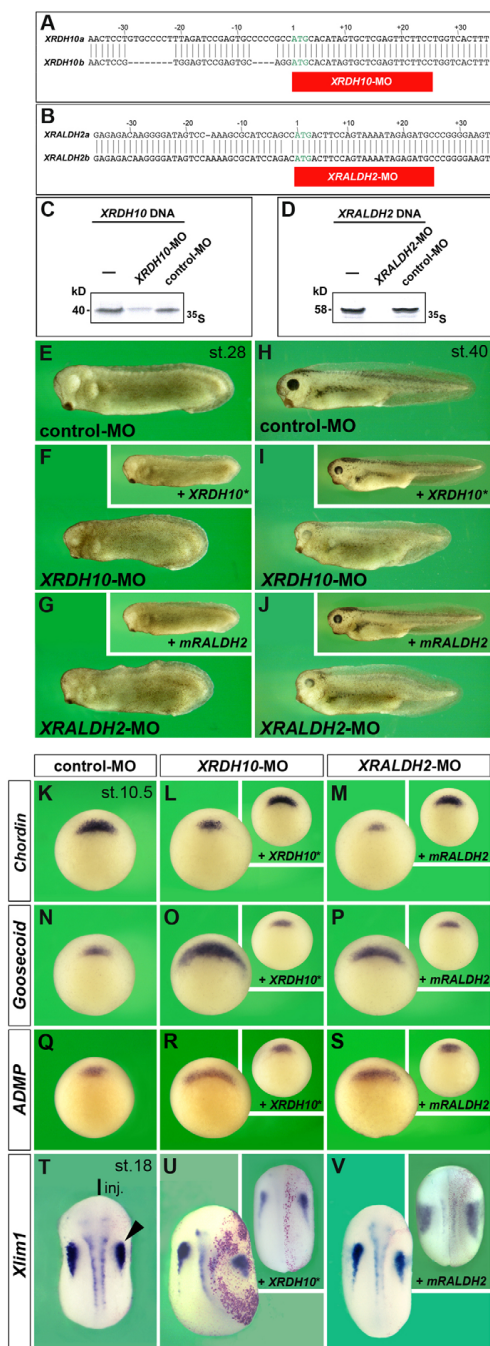 A
-30 -20 -10 1 +10 +20 +30
XRDH10a AACTCCTGTGCCCCTTTAGATCCGAGTGCCCCCGCCATGCACATAGTGCTCGAGTTCTTCCTGGTCACTTT
XRDH10b AACTCCG--------TGGAGTCCGAGTGC----AGGATGCACATAGTGCTCGAGTTCTTCCTGGTCACTTT
XRDH10-MO
B
-30 -20 -10 1 +10 +20 +30
XRALDH2a GAGAGACAAGGGGATAGTCC-AAAGCGCATCCAGCCATGACTTCCAGTAAAATAGAGATGCCCGGGGAAGT
XRALDH2b GAGAGACAAGGGGATAGTCCAAAAGCGCATCCAGACATGACTTCCAGTAAAATAGAGATGCCCGGGGAAGT
XRALDH2-MO
C
XRDH10 DNA
— XRDH10-MO control-MO
kD
40
35S
D
XRALDH2 DNA
— XRALDH2-MO control-MO
kD
58
35S
E st.28
control-MO
H st.40
control-MO
F
+ XRDH10*
XRDH10-MO
I
+ XRDH10*
XRDH10-MO
G
+ mRALDH2
XRALDH2-MO
J
+ mRALDH2
XRALDH2-MO
control-MO XRDH10-MO XRALDH2-MO
Chordin
K st.10.5
L
+ XRDH10*
M
+ mRALDH2
Goosecoid
N
O
+ XRDH10*
P
+ mRALDH2
ADMP
Q
R
+ XRDH10*
S
+ mRALDH2
Xlim1
T st.18
inj.
U
+ XRDH10*
V
+ mRALDH2